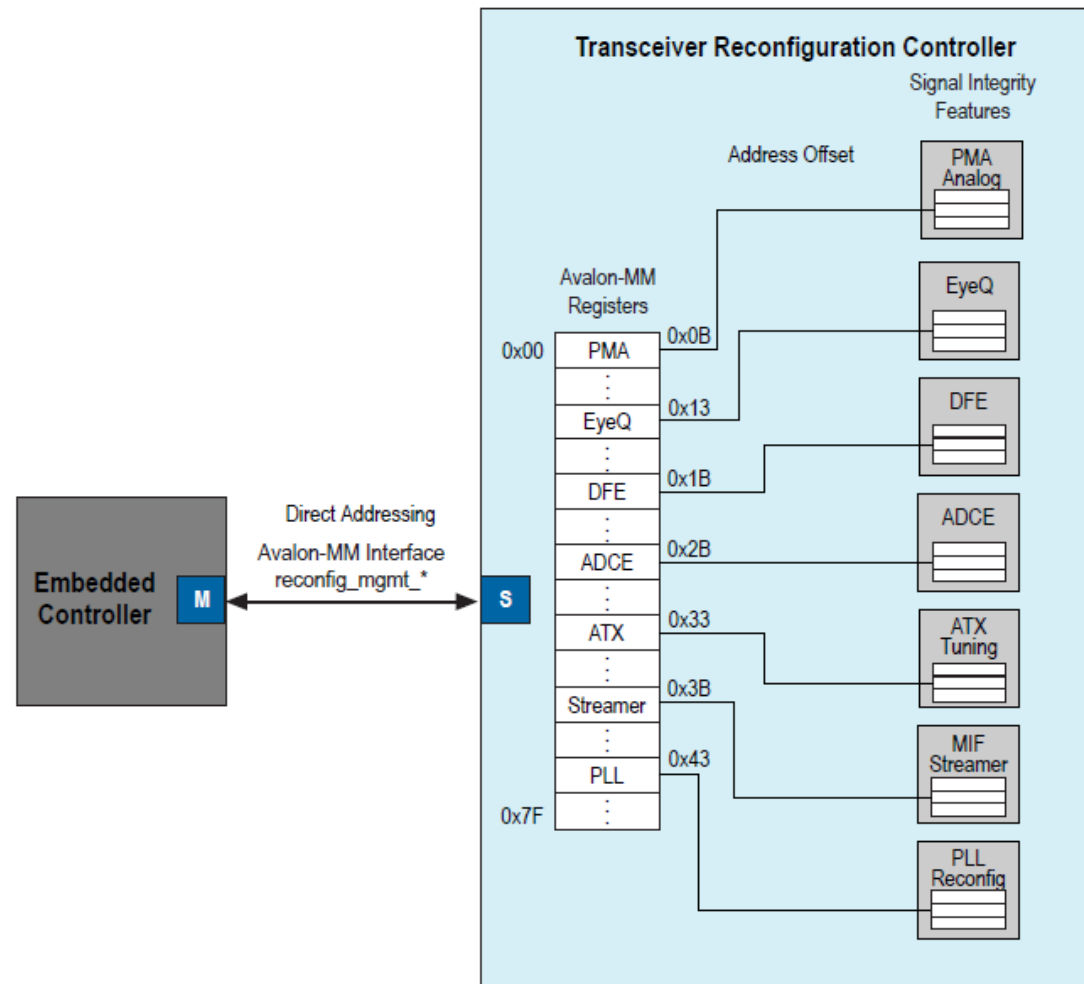 Transceiver Reconfiguration Controller
Signal Integrity
Features
Address Offset
PMA
Analog
Avalon-MM
Registers
EyeQ
0x00
PMA
0x0B
⋮
EyeQ
0x13
DFE
⋮
DFE
0x1B
Direct Addressing
Avalon-MM Interface
reconfig_mgmt_*
Embedded
Controller
M
S
⋮
ADCE
0x2B
ADCE
⋮
ATX
0x33
ATX
Tuning
⋮
Streamer
0x3B
MIF
Streamer
⋮
PLL
0x43
0x7F
⋮
PLL
Reconfig